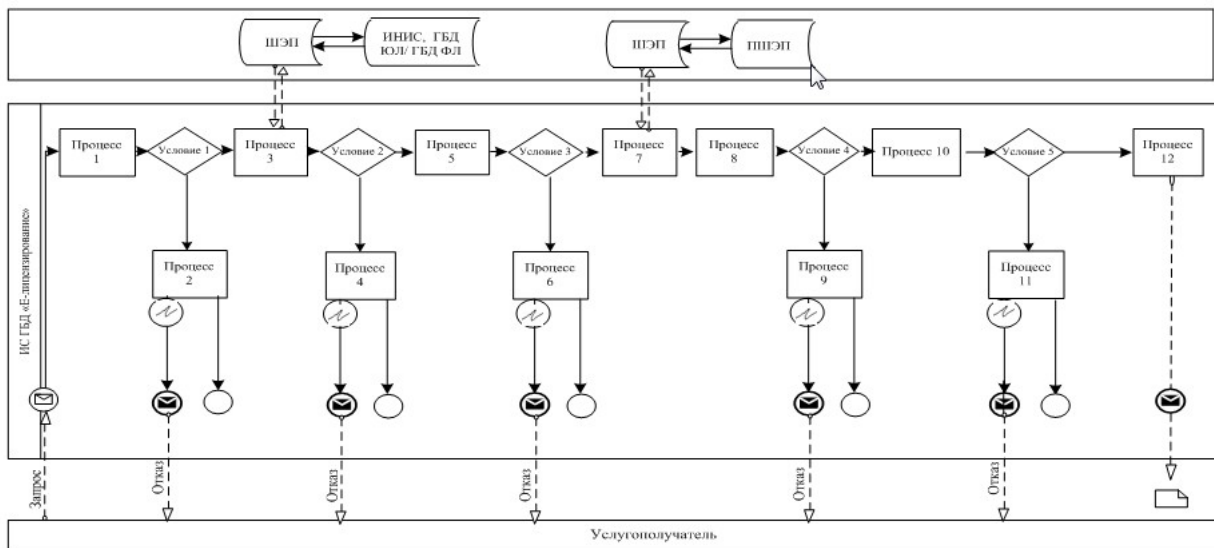 ШЭП
ИНИС, ГБД
ЮЛ/ ГБД ФЛ
ШЭП
ПШЭП
ИС ГБД «Е-лицензирование»
Процесс
1
Условие 1
Процесс
3
Условие 2
Процесс
5
Условие 3
Процесс
7
Процесс
8
Условие 4
Процесс 10
Условие 5
Процесс
12
Процесс
2
Процесс
4
Процесс
6
Процесс
9
Процесс
11
Запрос
Отказ
Отказ
Отказ
Отказ
Отказ
Услугополучатель